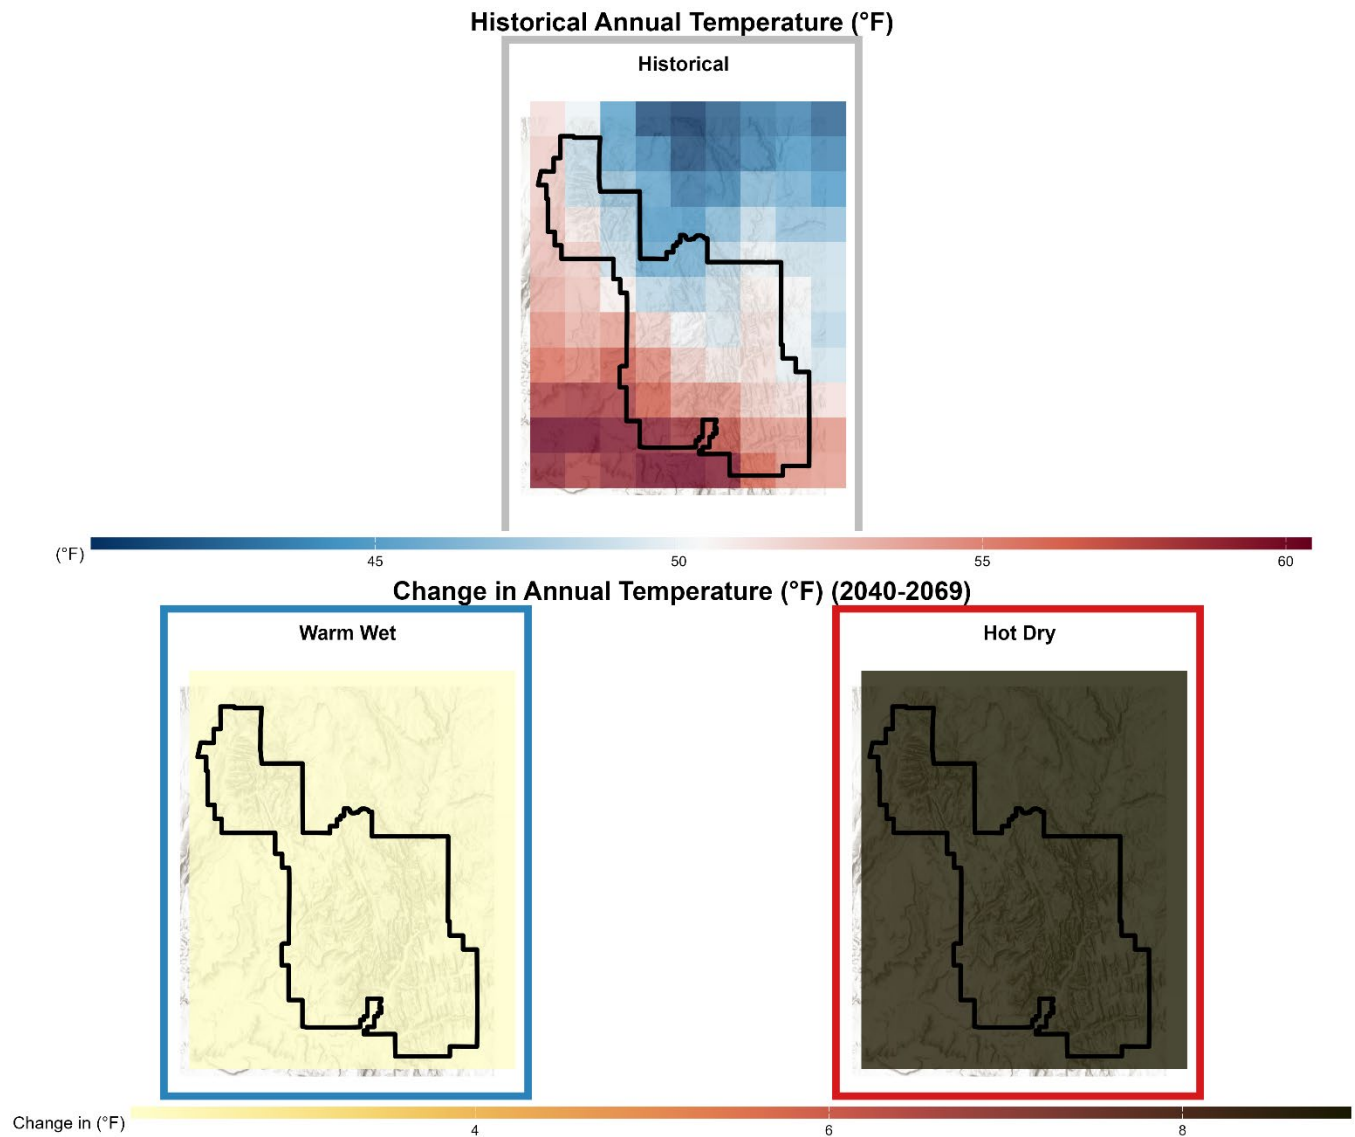 Historical Annual Temperature (°F)
Historical
(°F)
45
50
55
60
Change in Annual Temperature (°F) (2040-2069)
Warm Wet
Hot Dry
Change in (°F)
4
6
8